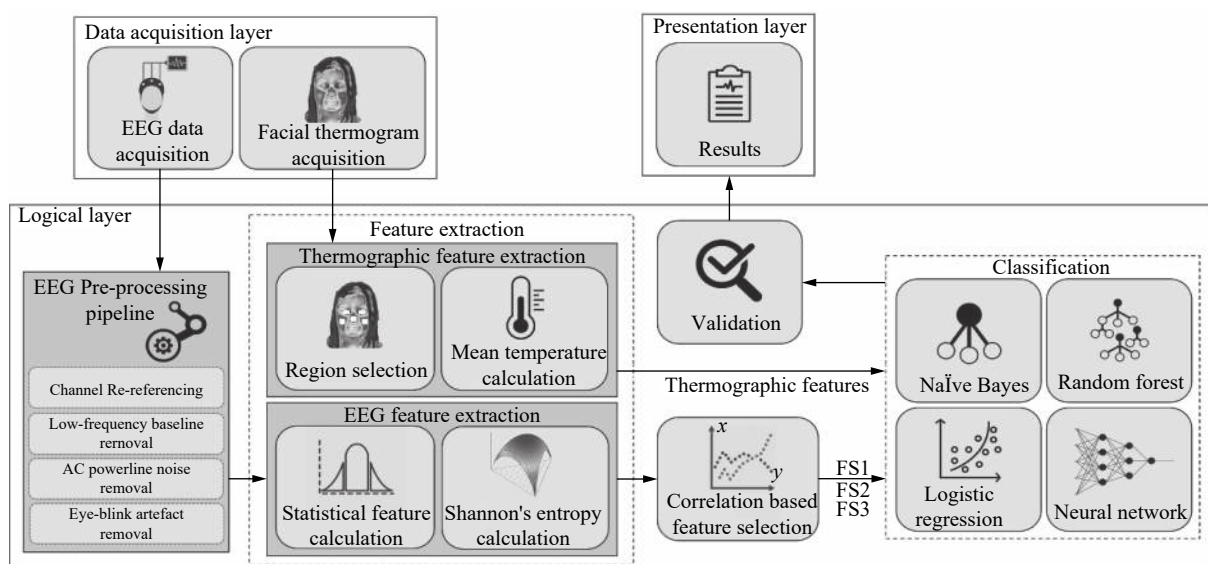 Data acquisition layer
EEG data
acquisition
Facial thermogram
acquisition
Presentation layer
Results
Logical layer
EEG Pre-processing
pipeline
Channel Re-referencing
Low-frequency baseline
rernoval
AC powerline noise
removal
Eye-blink artefact
removal
Feature extraction
Thermographic feature extraction
Region selection
Mean temperature
calculation
EEG feature extraction
Statistical feature
calculation
Shannon's entropy
calculation
Validation
Thermographic features
x
y
Correlation based
feature selection
FS1
FS2
FS3
Classification
NaÏve Bayes
Random forest
Logistic
regression
Neural network